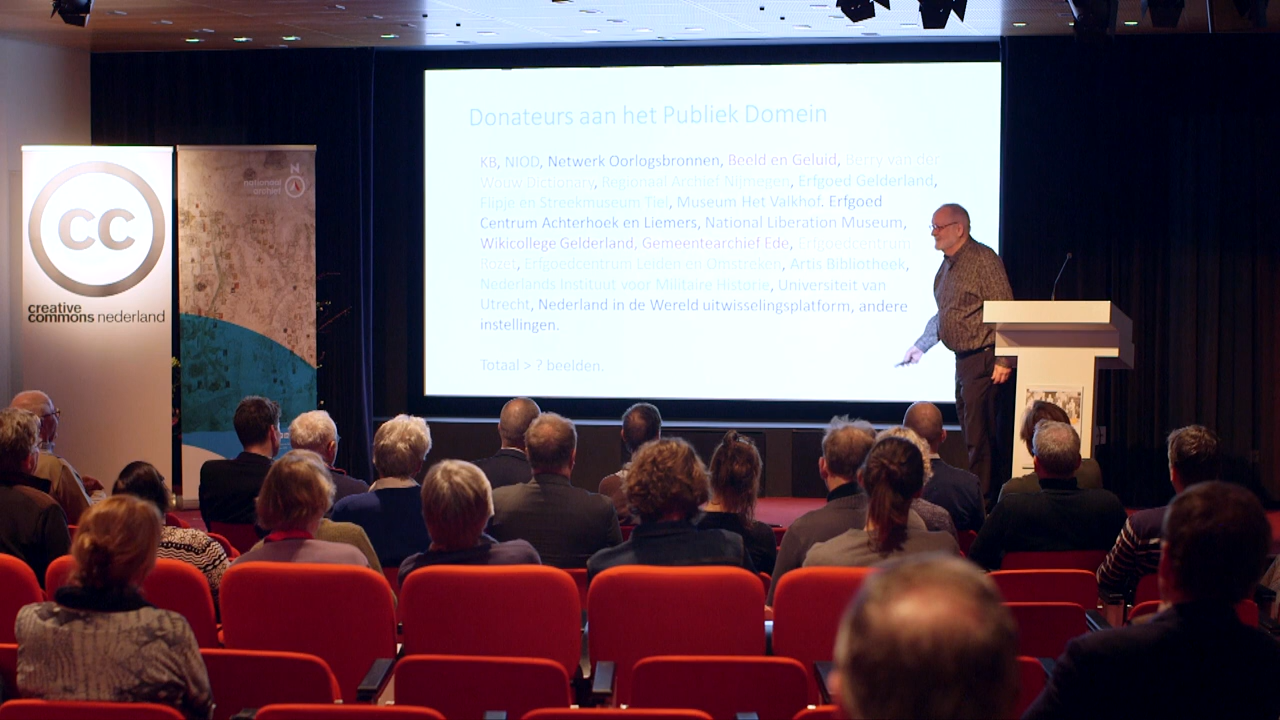 Donateurs aan het Publiek Domein
KB, NIOD, Netwerk Oorlogsbronnen, Beeld en Geluid, Berry van der
Wouw Dictionary, Regionaal Archief Nijmegen, Erfgoed Gelderland,
Flipje en Streekmuseum Tiel, Museum Het Valkhof. Erfgoed
Centrum Achterhoek en Liemers, National Liberation Museum,
Wikicollege Gelderland, Gemeentearchief Ede, Erfgoedcentrum
Rozet, Erfgoedcentrum Leiden en Omstreken, Artis Bibliotheek,
Nederlands Instituut voor Militaire Historie, Universiteit van
Utrecht, Nederland in de Wereld uitwisselingsplatform, andere
instellingen.
Totaal > ? beelden.
cc
creative
commons nederland
N
nationaal
archief